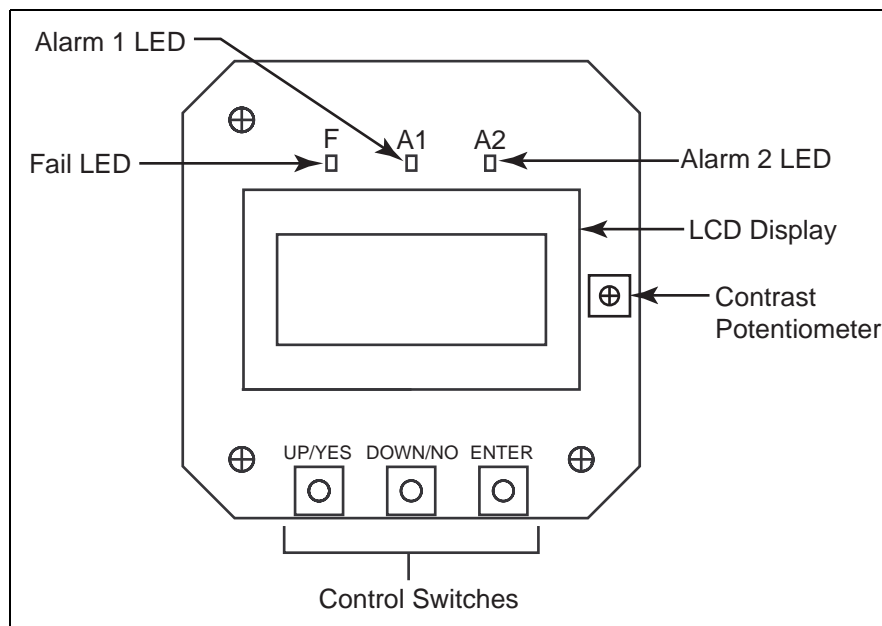 Alarm 1 LED
F
A1
A2
Fail LED
Alarm 2 LED
LCD Display
Contrast
Potentiometer
UP/YES
DOWN/NO
ENTER
Control Switches